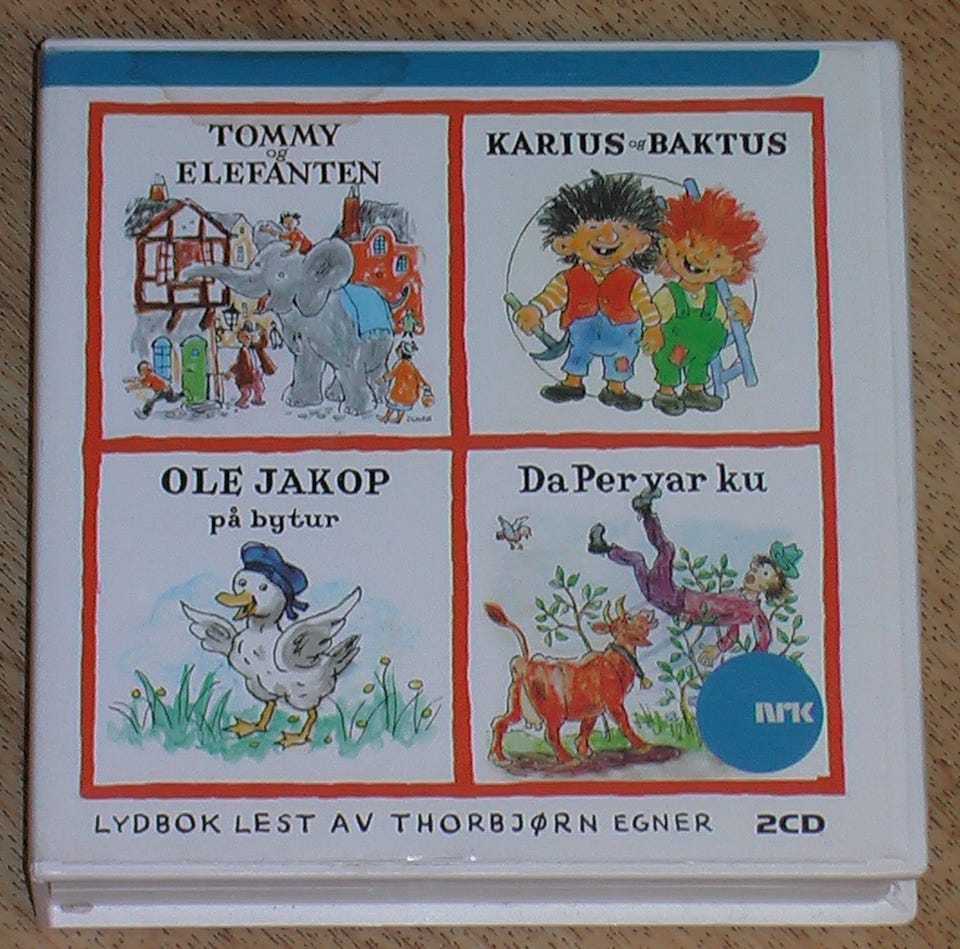 TOMMY
og
ELEFANTEN
KARIUS og BAKTUS
OLE JAKOP
på bytur
Da Per var ku
nrk
LYDBOK LEST AV THORBJØRN EGNER 2CD